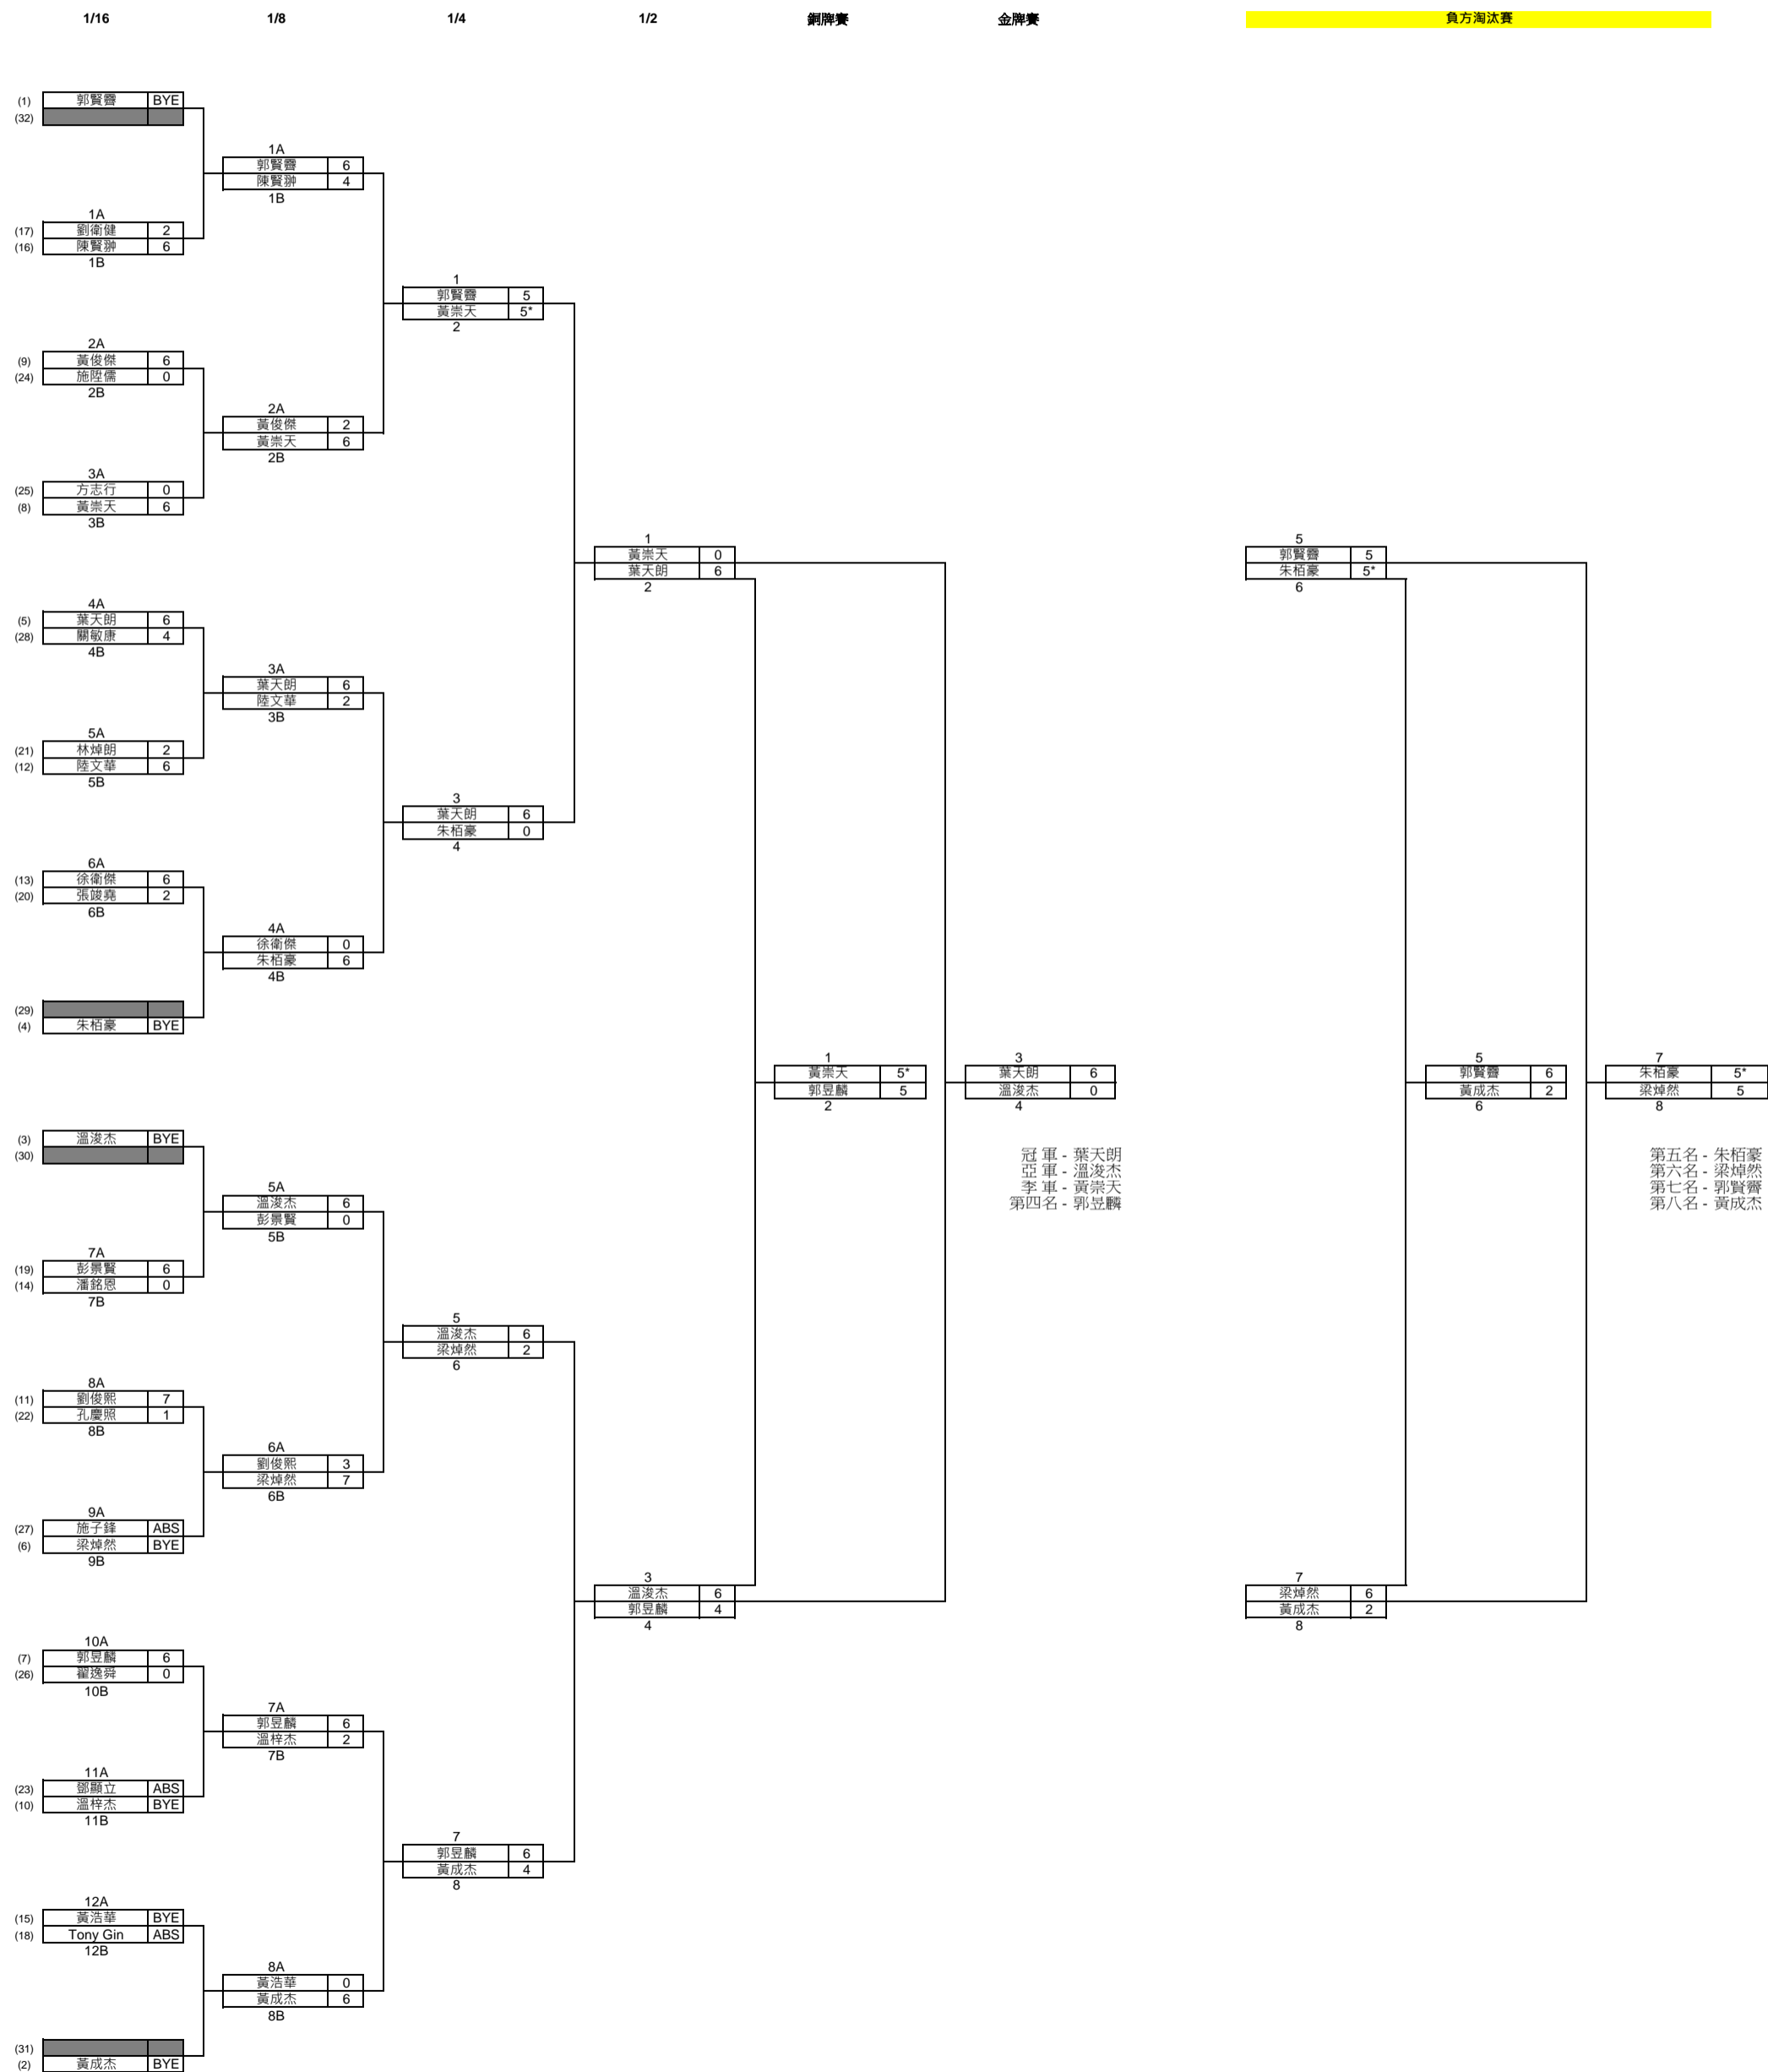 1/16 1/8 1/4 1/2 銅牌賽 金牌賽 負方淘汰賽
(1) 郭賢霽 BYE
(32)
1A
郭賢霽 6
陳賢翀 4
1B
1A
(17) 劉衛健 2
(16) 陳賢翀 6
1B
1
郭賢霽 5
黃崇天 5*
2
2A
(9) 黃俊傑 6
(24) 施陞儒 0
2B
2A
黃俊傑 2
黃崇天 6
2B
3A
(25) 方志行 0
(8) 黃崇天 6
3B
1
黃崇天 0
葉天朗 6
2
5
郭賢霽 5
朱栢豪 5*
6
4A
(5) 葉天朗 6
(28) 關敏康 4
4B
3A
葉天朗 6
陸文華 2
3B
5A
(21) 林焯朗 2
(12) 陸文華 6
5B
3
葉天朗 6
朱栢豪 0
4
6A
(13) 徐衛傑 6
(20) 張竣堯 2
6B
4A
徐衛傑 0
朱栢豪 6
4B
(29)
(4) 朱栢豪 BYE
1
黃崇天 5*
郭昱麟 5
2
3
葉天朗 6
溫浚杰 0
4
5
郭賢霽 6
黃成杰 2
6
7
朱栢豪 5*
梁焯然 5
8
(3) 溫浚杰 BYE
(30)
冠 軍 - 葉天朗
亞 軍 - 溫浚杰
季 軍 - 黃崇天
第四名 - 郭昱麟
第五名 - 朱栢豪
第六名 - 梁焯然
第七名 - 郭賢霽
第八名 - 黃成杰
5A
溫浚杰 6
彭景賢 0
5B
7A
(19) 彭景賢 6
(14) 潘銘恩 0
7B
5
溫浚杰 6
梁焯然 2
6
8A
(11) 劉俊熙 7
(22) 孔慶照 1
8B
6A
劉俊熙 3
梁焯然 7
6B
9A
(27) 施子鋒 ABS
(6) 梁焯然 BYE
9B
3
溫浚杰 6
郭昱麟 4
4
7
梁焯然 6
黃成杰 2
8
10A
(7) 郭昱麟 6
(26) 翟逸舜 0
10B
7A
郭昱麟 6
溫梓杰 2
7B
11A
(23) 鄧顯立 ABS
(10) 溫梓杰 BYE
11B
7
郭昱麟 6
黃成杰 4
8
12A
(15) 黃浩華 BYE
(18) Tony Gin ABS
12B
8A
黃浩華 0
黃成杰 6
8B
(31)
(2) 黃成杰 BYE